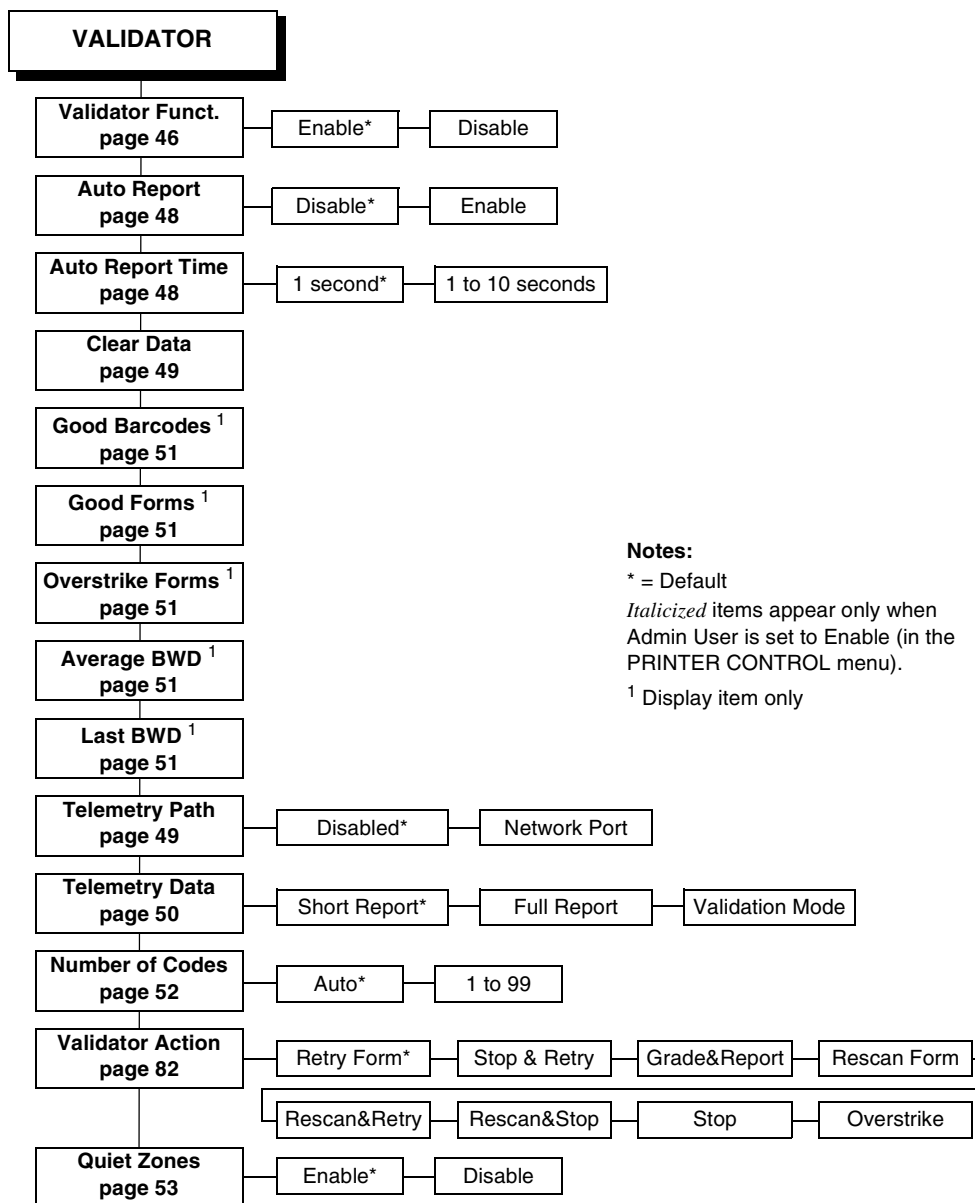 VALIDATOR
Validator Funct.
page 46
Enable*
Disable
Auto Report
page 48
Disable*
Enable
Auto Report Time
page 48
1 second*
1 to 10 seconds
Clear Data
page 49
Good Barcodes 1
page 51
Good Forms 1
page 51
Overstrike Forms 1
page 51
Average BWD 1
page 51
Last BWD 1
page 51
Notes:
* = Default
Italicized items appear only when
Admin User is set to Enable (in the
PRINTER CONTROL menu).
1 Display item only
Telemetry Path
page 49
Disabled*
Network Port
Telemetry Data
page 50
Short Report*
Full Report
Validation Mode
Number of Codes
page 52
Auto*
1 to 99
Validator Action
page 82
Retry Form*
Stop & Retry
Grade&Report
Rescan Form
Rescan&Retry
Rescan&Stop
Stop
Overstrike
Quiet Zones
page 53
Enable*
Disable